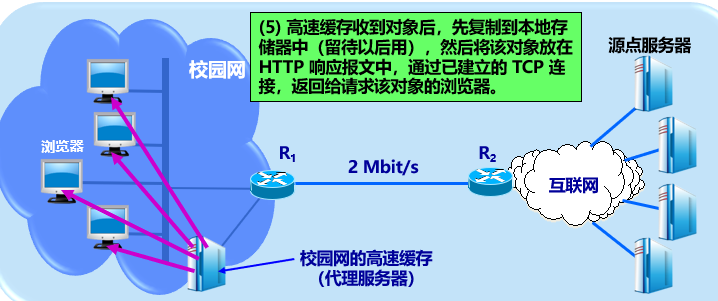 (5) 高速缓存收到对象后，先复制到本地存
储器中（留待以后用），然后将该对象放在
HTTP 响应报文中，通过已建立的 TCP 连
接，返回给请求该对象的浏览器。
校园网
源点服务器
浏览器
R1
2 Mbit/s
R2
互联网
校园网的高速缓存
(代理服务器)